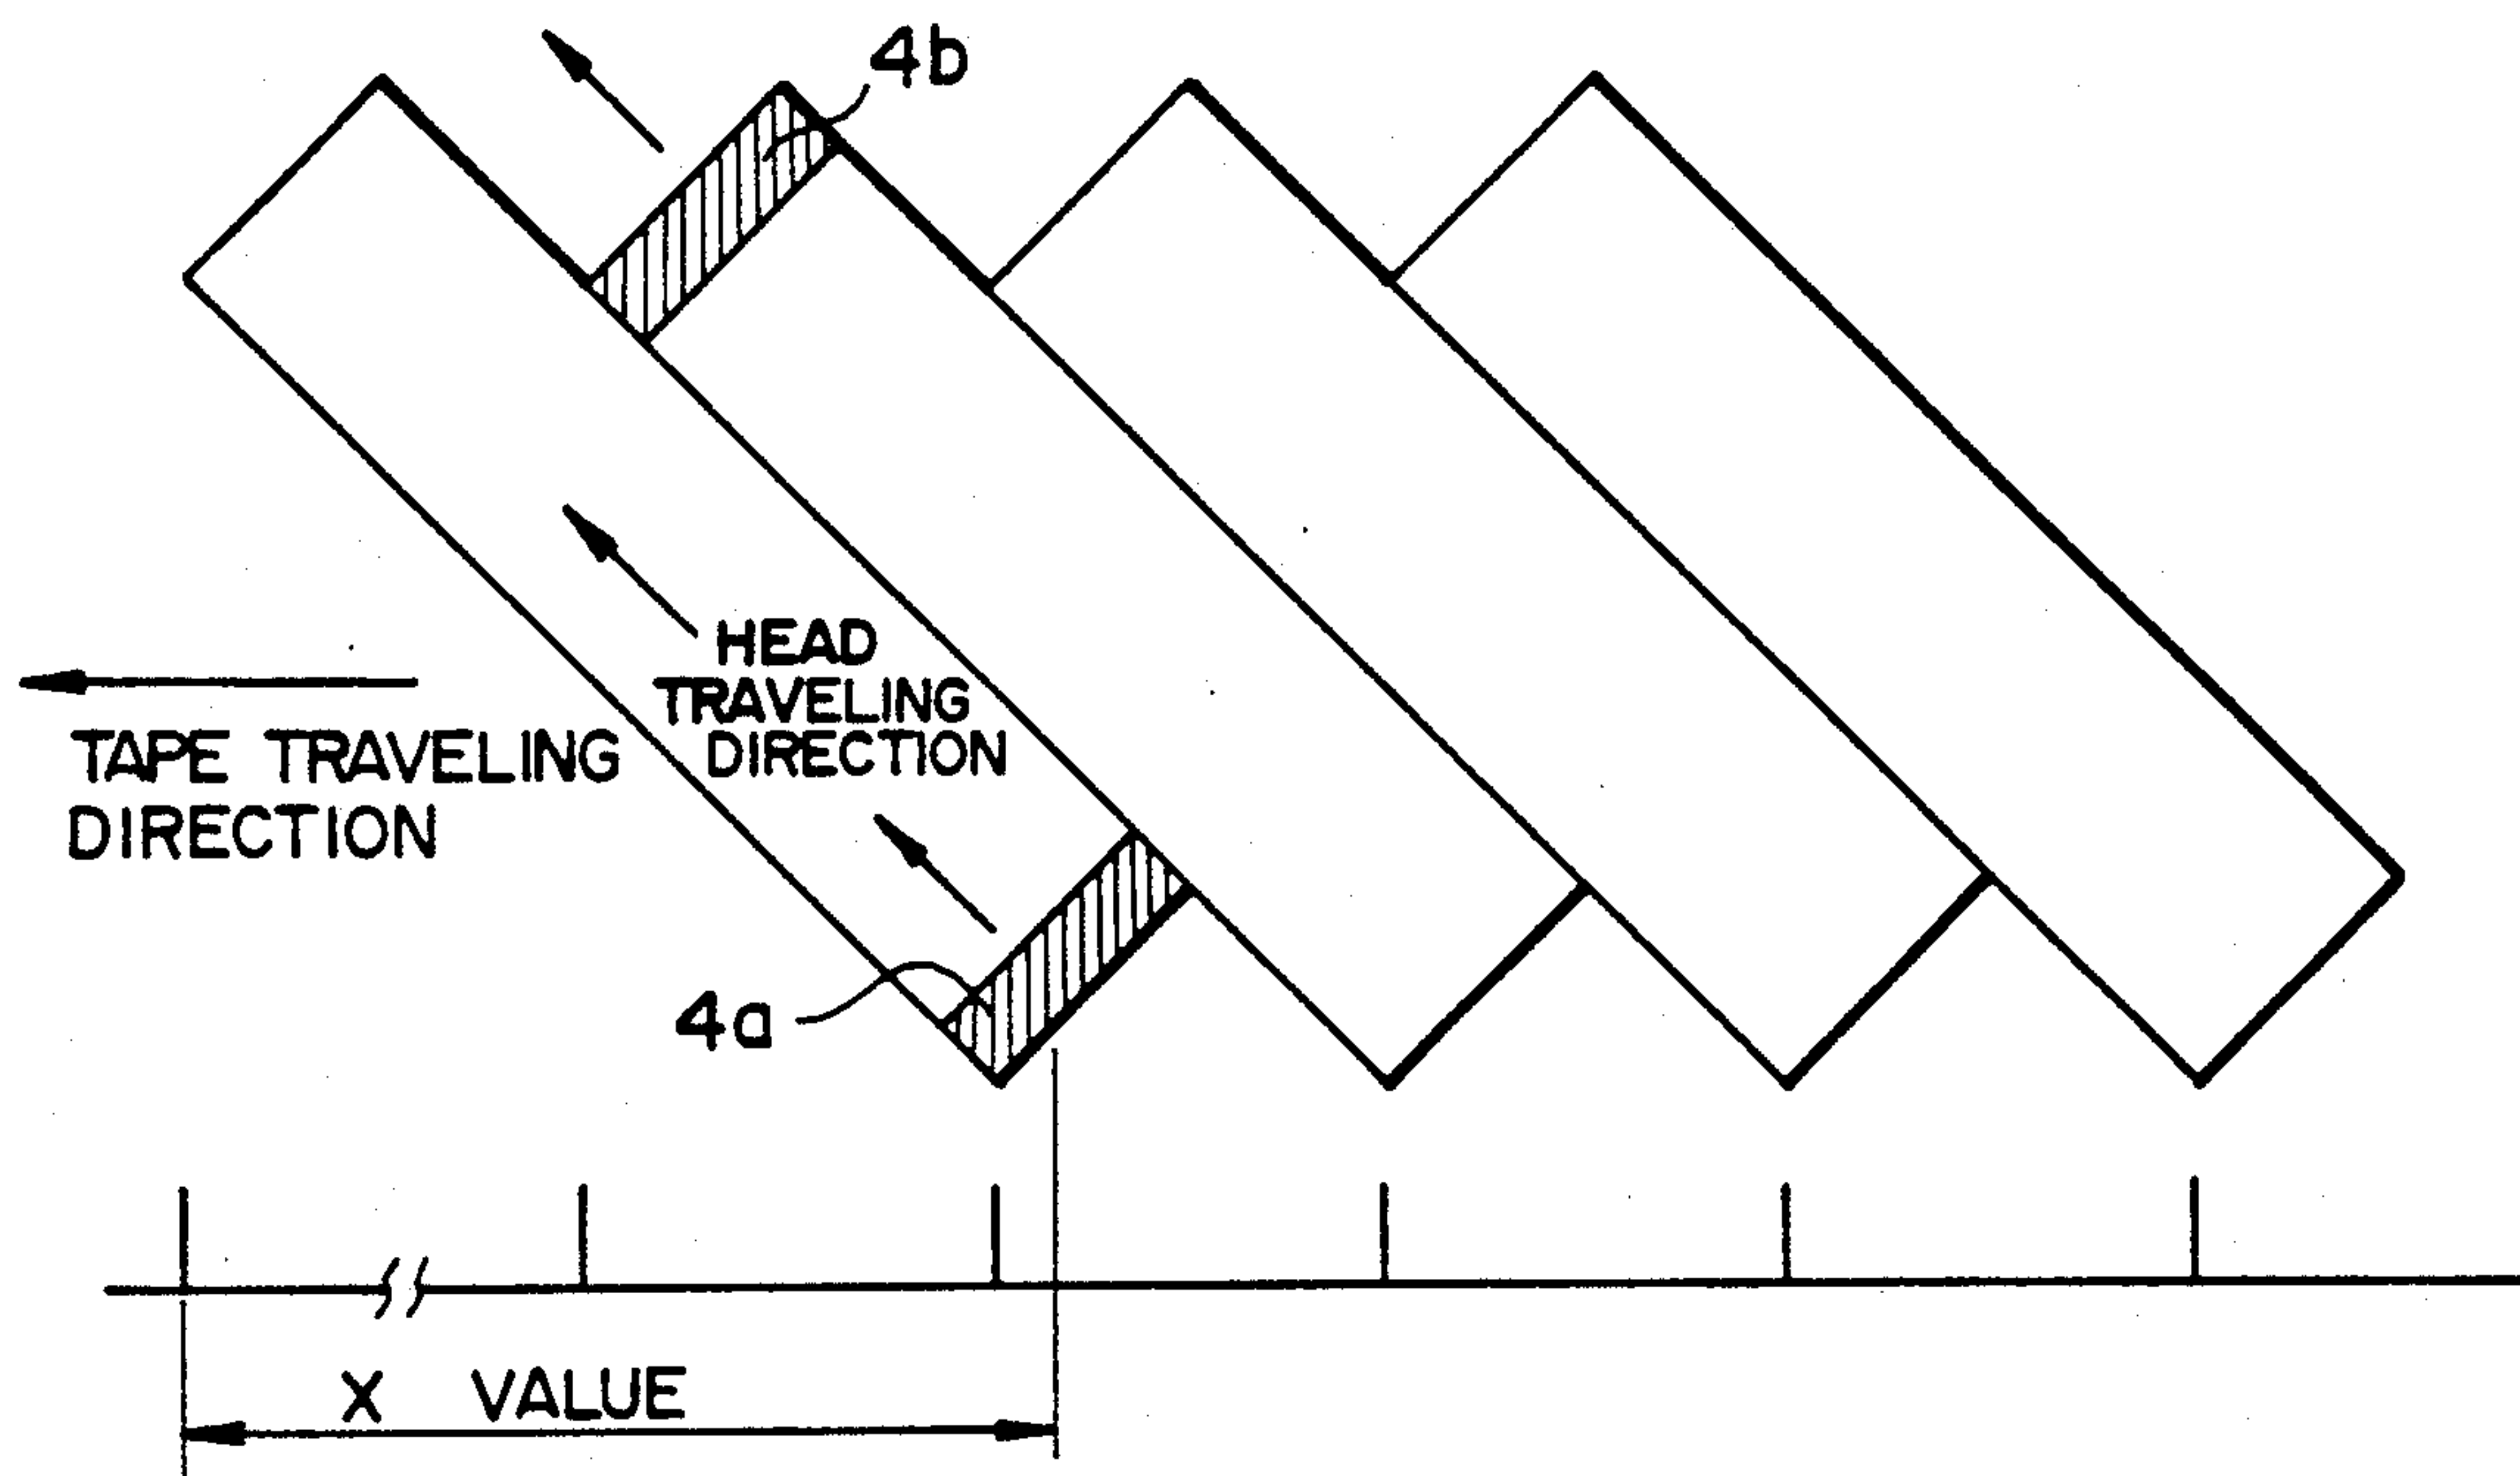 4b
HEAD
TRAVELING
DIRECTION
TAPE TRAVELING
DIRECTION
4a
X VALUE